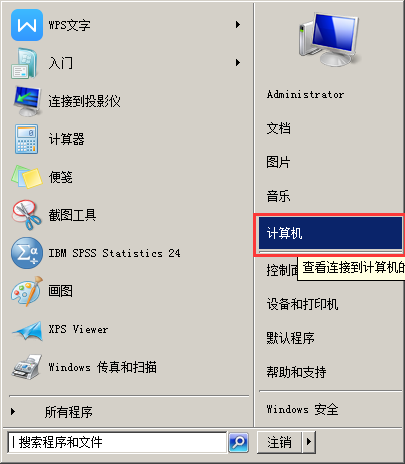 WPS文字
入门
连接到投影仪
计算器
便笺
截图工具
IBM SPSS Statistics 24
画图
XPS Viewer
Windows 传真和扫描
所有程序
搜索程序和文件
Administrator
文档
图片
音乐
计算机
查看连接到计算机的
控制面
设备和打印机
默认程序
帮助和支持
Windows 安全
注销